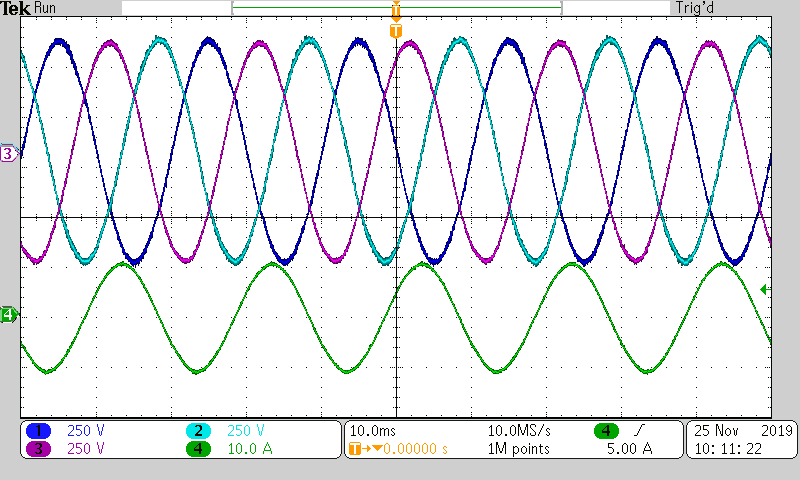 Tek Run Trig'd
T
T
3
4
1 250 V 2 250 V 10.0ms 10.0MS/s 4 25 Nov 2019
3 250 V 4 10.0 A T→▼0.00000 s 1M points 5.00 A 10:11:22